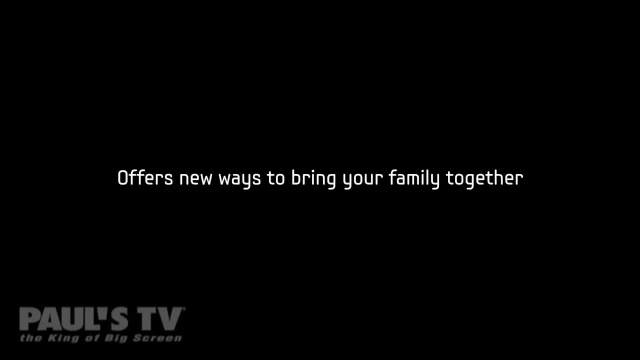 Offers new ways to bring your family together
PAUL'S TV
the King of Big Screen